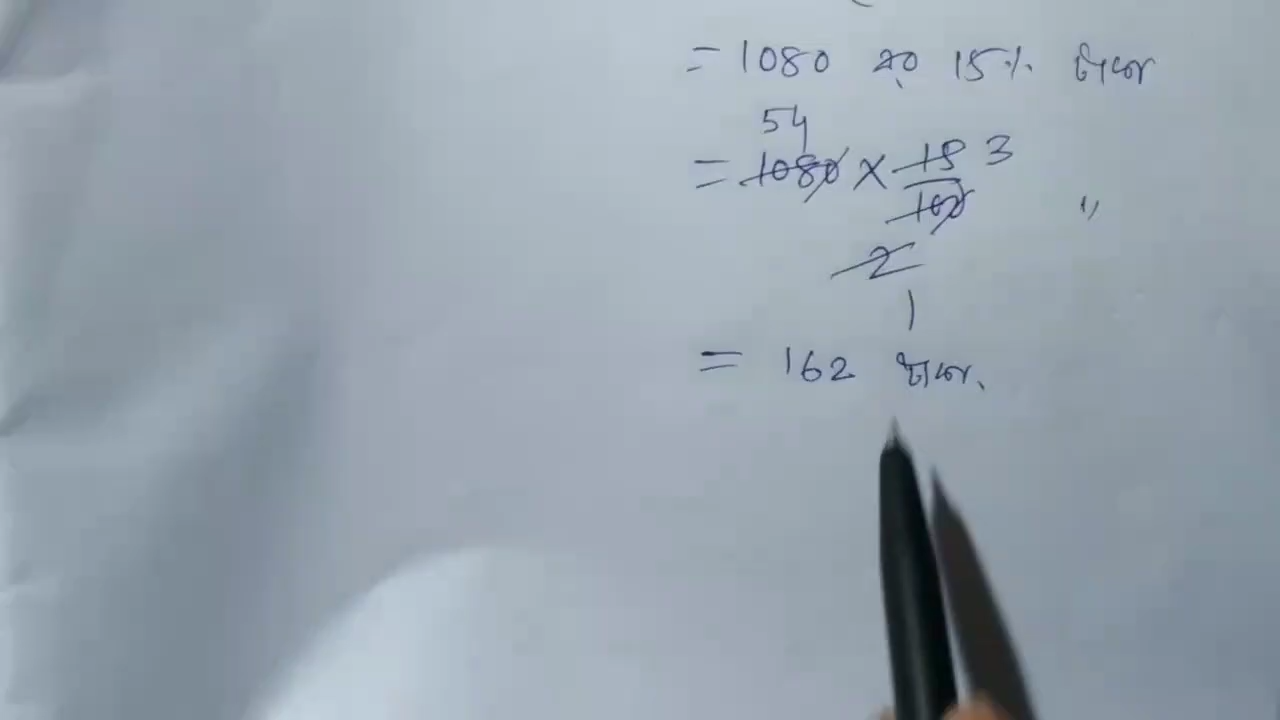 = 1080 এর 15% টাকা
54
= 1080 × 15 3
100 "
2
1
= 162 টাকা.